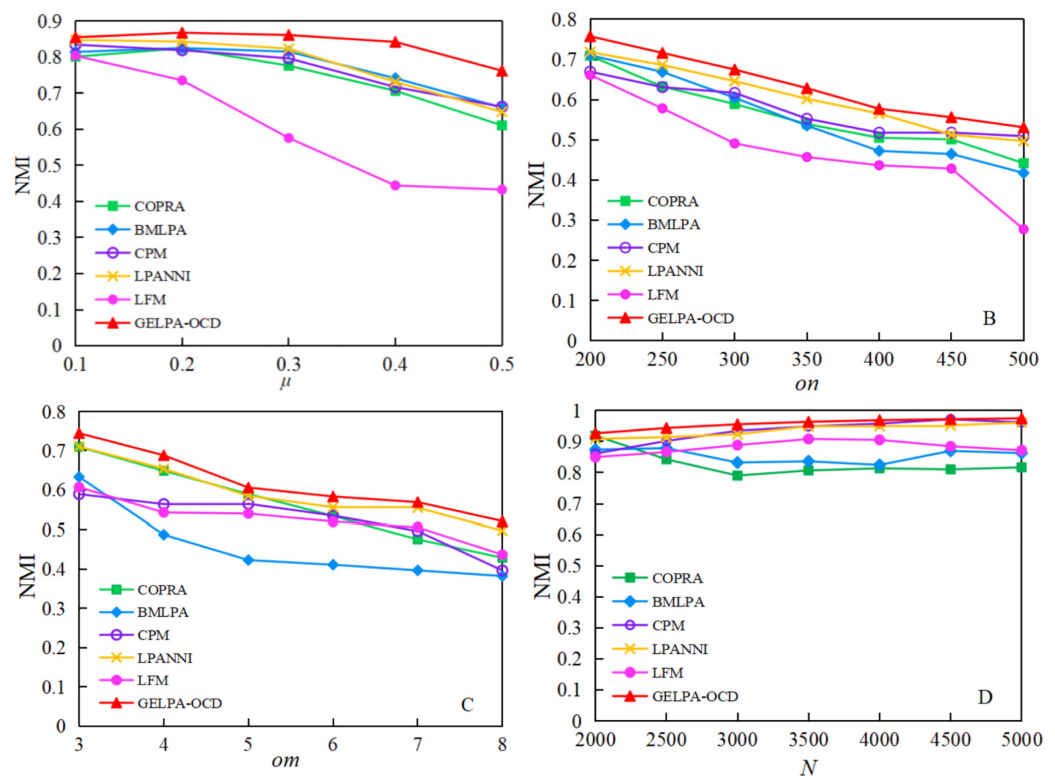 NMI
0.9
0.8
0.7
0.6
0.5
0.4
0.3
0.2
0.1
0
COPRA
BMLPA
CPM
LPANNI
LFM
GELPA-OCD
0.1 0.2 0.3 0.4 0.5
μ
NMI
0.8
0.7
0.6
0.5
0.4
0.3
0.2
0.1
0
COPRA
BMLPA
CPM
LPANNI
LFM
GELPA-OCD
B
200 250 300 350 400 450 500
on
NMI
0.8
0.7
0.6
0.5
0.4
0.3
0.2
0.1
0
COPRA
BMLPA
CPM
LPANNI
LFM
GELPA-OCD
C
3 4 5 6 7 8
om
NMI
1
0.9
0.8
0.7
0.6
0.5
0.4
0.3
0.2
0.1
0
COPRA
BMLPA
CPM
LPANNI
LFM
GELPA-OCD
D
2000 2500 3000 3500 4000 4500 5000
N